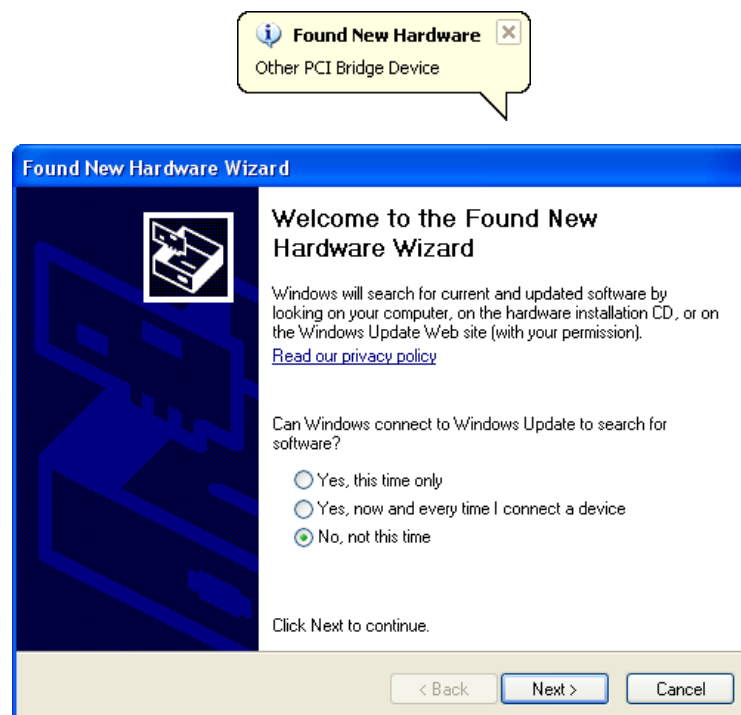 Found New Hardware
Other PCI Bridge Device
Found New Hardware Wizard
Welcome to the Found New
Hardware Wizard
Windows will search for current and updated software by
looking on your computer, on the hardware installation CD, or on
the Windows Update Web site (with your permission).
Read our privacy policy
Can Windows connect to Windows Update to search for
software?
Yes, this time only
Yes, now and every time I connect a device
No, not this time
Click Next to continue.
< Back
Next >
Cancel